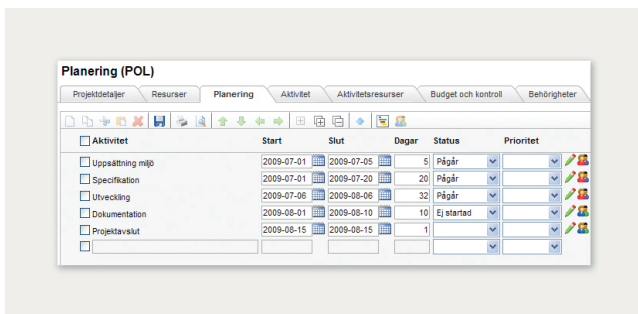 Planering (POL)
Projektdetaljer Resurser Planering Aktivitet Aktivitetsresurser Budget och kontroll Behörigheter
Aktivitet Start Slut Dagar Status Prioritet
Uppsättning miljö 2009-07-01 2009-07-05 5 Pågår
Specifikation 2009-07-01 2009-07-20 20 Pågår
Utveckling 2009-07-06 2009-08-06 32 Pågår
Dokumentation 2009-08-01 2009-08-10 10 Ej startad
Projektavslut 2009-08-15 2009-08-15 1